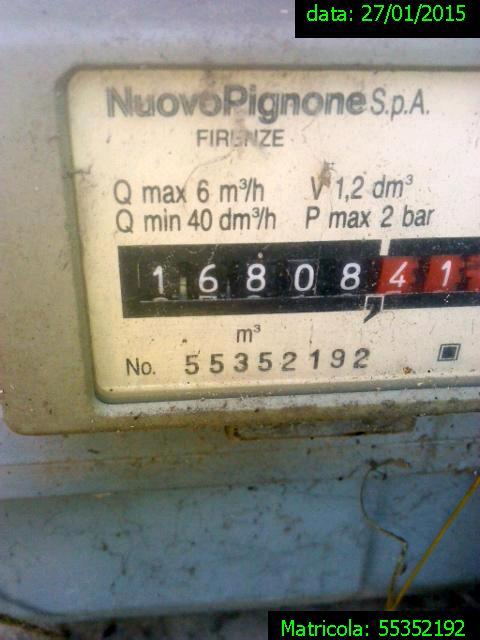 data: 27/01/2015
NuovoPignone S.p.A.
FIRENZE
Q max 6 m³/h V 1,2 dm³
Q min 40 dm³/h P max 2 bar
16808,41
m³
No. 55352192
Matricola: 55352192